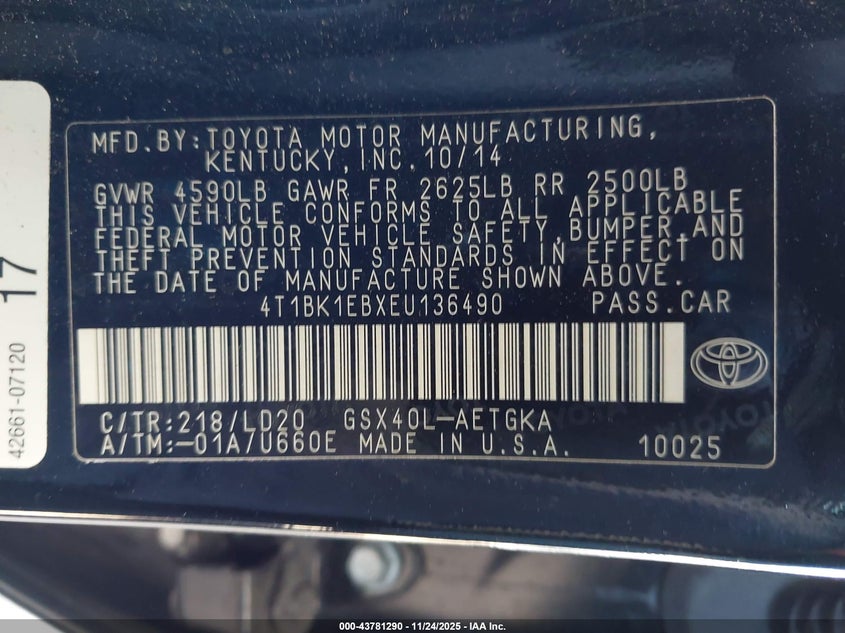 MFD.BY:TOYOTA MOTOR MANUFACTURING,
KENTUCKY,INC.10/14
GVWR 4590LB GAWR FR 2625LB RR 2500LB
THIS VEHICLE CONFORMS TO ALL APPLICABLE
FEDERAL MOTOR VEHICLE SAFETY,BUMPER,AND
THEFT PREVENTION STANDARDS IN EFFECT ON
THE DATE OF MANUFACTURE SHOWN ABOVE.
4T1BK1EBXEU136490 PASS.CAR
C/TR:218/LD20 GSX40L-AETGKA
A/TM:-01A/U660E MADE IN U.S.A. 10025
17
42661-07120
TOYOTA
TOYOTA
000-43781290 - 11/24/2025 - IAA Inc.